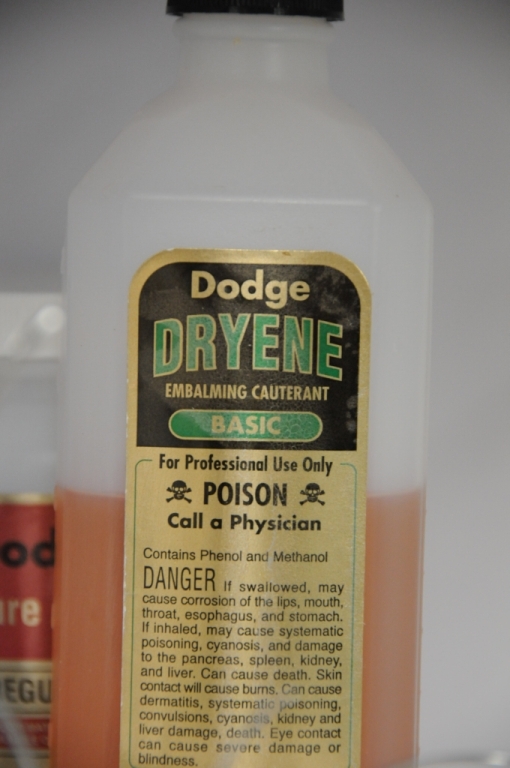 Dodge
DRYENE
EMBALMING CAUTERANT
BASIC
For Professional Use Only
POISON
Call a Physician
Contains Phenol and Methanol
DANGER If swallowed, may
cause corrosion of the lips, mouth,
throat, esophagus, and stomach.
If inhaled, may cause systematic
poisoning, cyanosis, and damage
to the pancreas, spleen, kidney,
and liver. Can cause death. Skin
contact will cause burns. Can cause
dermatitis, systematic poisoning,
convulsions, cyanosis, kidney and
liver damage, death. Eye contact
can cause severe damage or
blindness.
od
ure
EGU